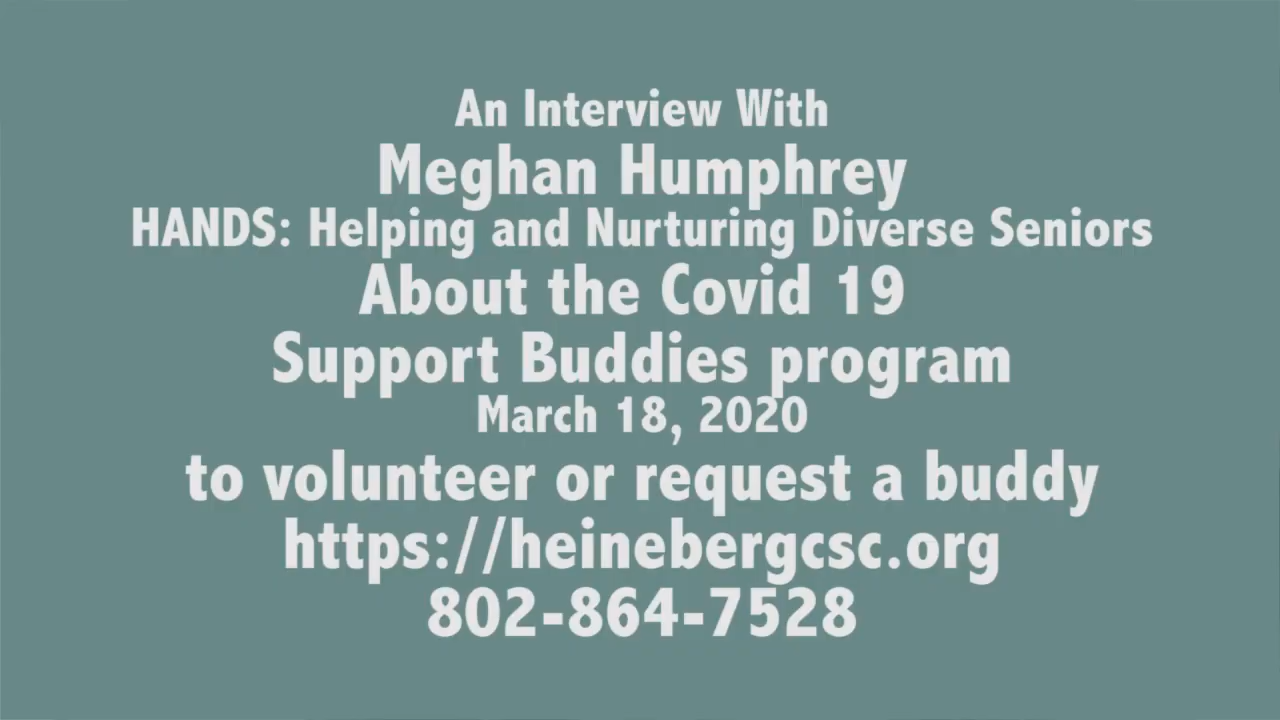 An Interview With
Meghan Humphrey
HANDS: Helping and Nurturing Diverse Seniors
About the Covid 19
Support Buddies program
March 18, 2020
to volunteer or request a buddy
https://heinebergcsc.org
802-864-7528